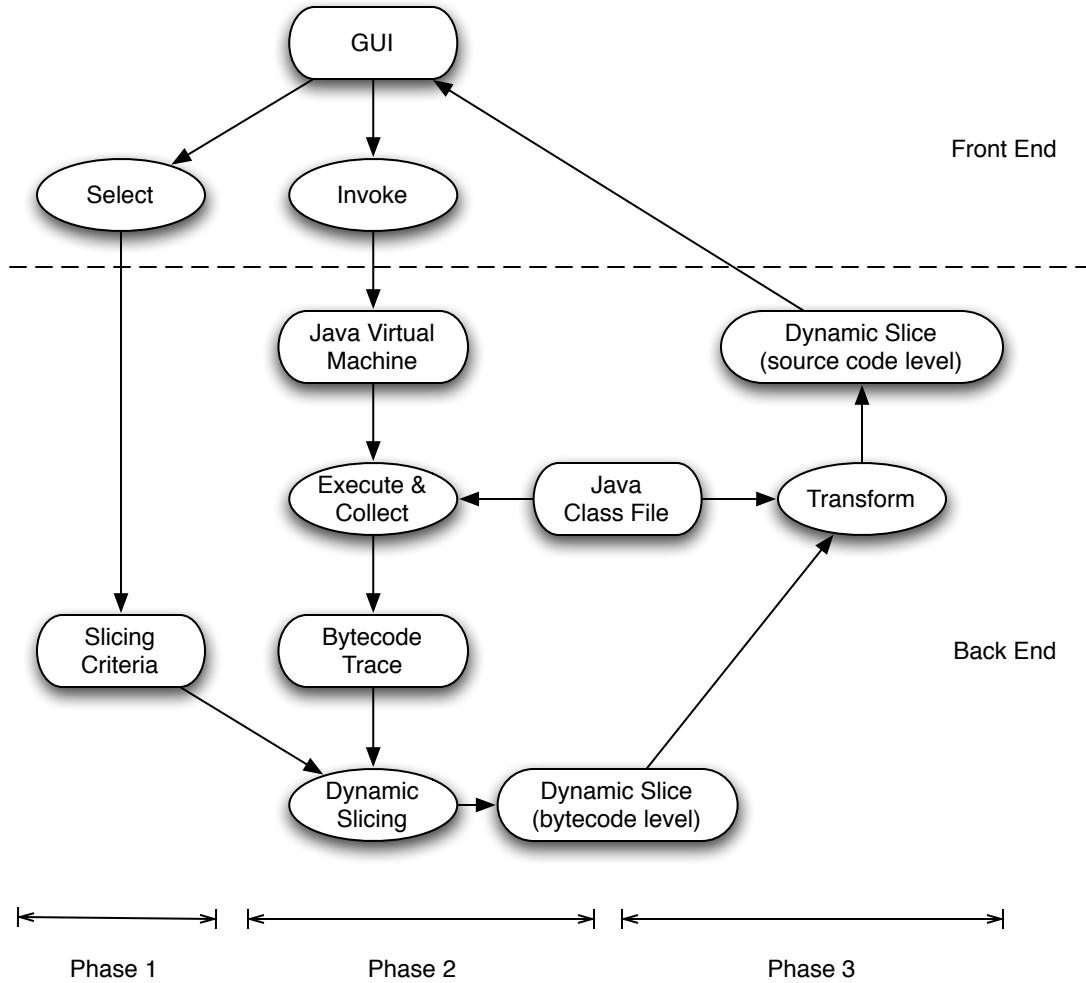 GUI
Front End
Select
Invoke
Java Virtual
Machine
Dynamic Slice
(source code level)
Execute &
Collect
Java
Class File
Transform
Slicing
Criteria
Bytecode
Trace
Back End
Dynamic
Slicing
Dynamic Slice
(bytecode level)
Phase 1
Phase 2
Phase 3